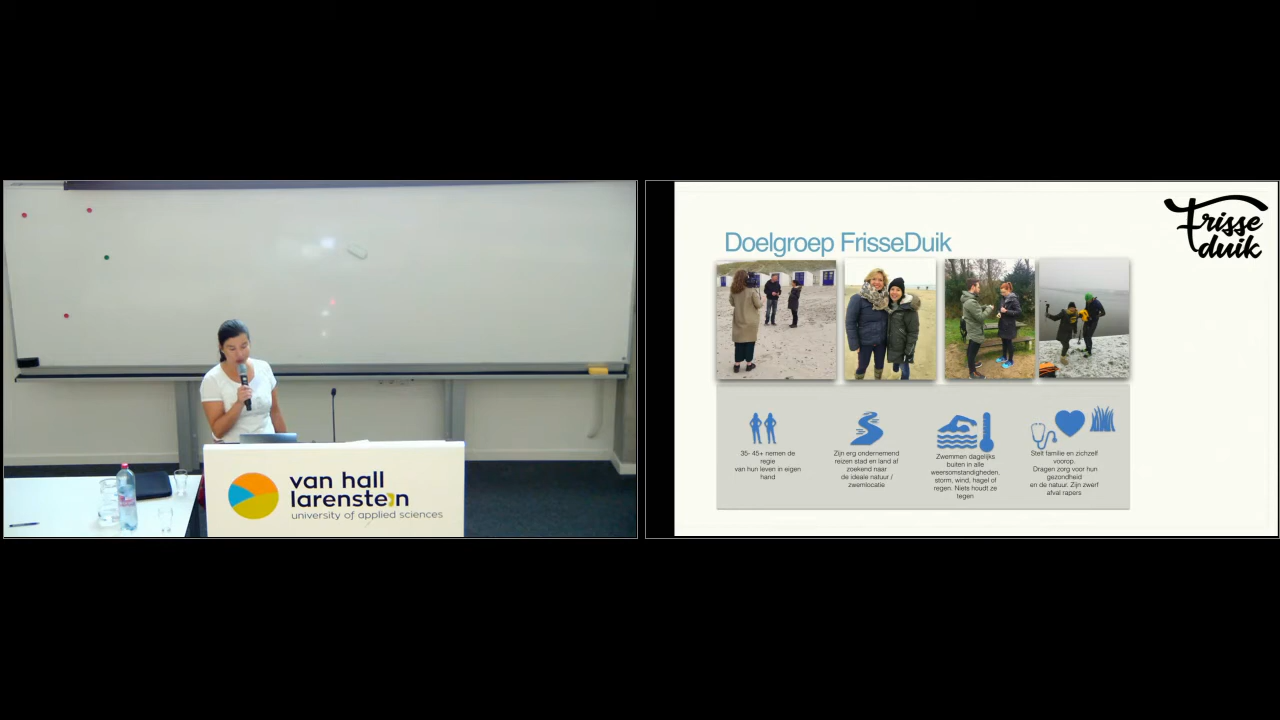 van hall
larenstein
university of applied sciences
Frisse
duik
Doelgroep FrisseDuik
35- 45+ nemen de
regie
van hun leven in eigen
hand
Zijn erg ondernemend
reizen stad en land af
zoekend naar
de ideale natuur /
zwemlocatie
Zwemmen dagelijks
buiten in alle
weersomstandigheden,
storm, wind, hagel of
regen. Niets houdt ze
tegen
Stelt familie en zichzelf
voorop.
Dragen zorg voor hun
gezondheid
en de natuur. Zijn zwerf
afval rapers